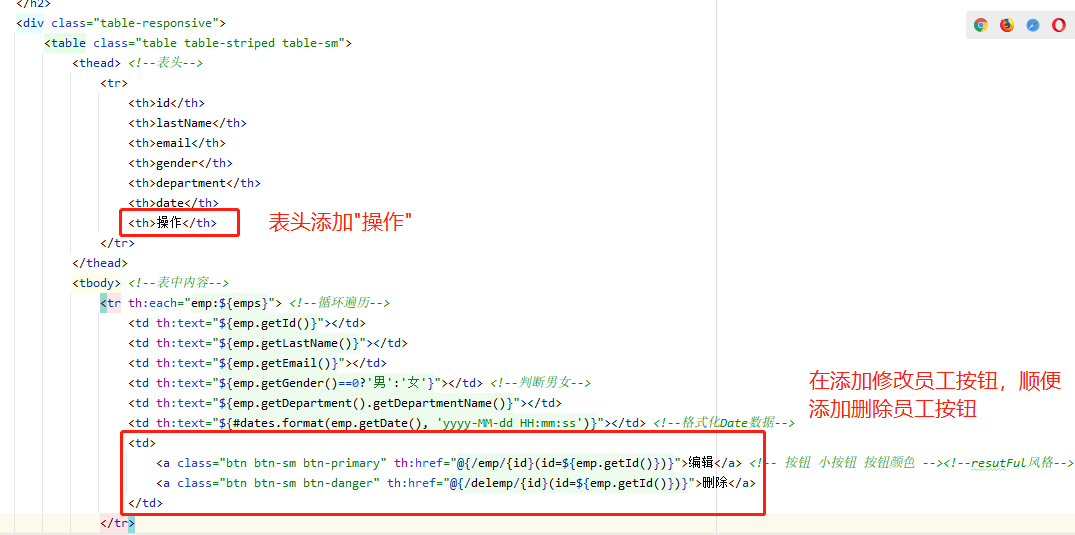 </h2>
<div class="table-responsive">
<table class="table table-striped table-sm">
<thead> <!--表头-->
<tr>
<th>id</th>
<th>lastName</th>
<th>email</th>
<th>gender</th>
<th>department</th>
<th>date</th>
<th>操作</th>
表头添加"操作"
</tr>
</thead>
<tbody> <!--表中内容-->
<tr th:each="emp:${emps}"> <!--循环遍历-->
<td th:text="${emp.getId()}"></td>
<td th:text="${emp.getLastName()}"></td>
<td th:text="${emp.getEmail()}"></td>
<td th:text="${emp.getGender()==0?'男':'女'}"></td> <!--判断男女-->
<td th:text="${emp.getDepartment().getDepartmentName()}"></td>
<td th:text="${#dates.format(emp.getDate(), 'yyyy-MM-dd HH:mm:ss')}"></td> <!--格式化Date数据-->
在添加修改员工按钮，顺便
添加删除员工按钮
<td>
<a class="btn btn-sm btn-primary" th:href="@{/emp/{id}(id=${emp.getId()})}">编辑</a> <!-- 按钮 小按钮 按钮颜色 --><!--resutFul风格-->
<a class="btn btn-sm btn-danger" th:href="@{/delemp/{id}(id=${emp.getId()})}">删除</a>
</td>
</tr>